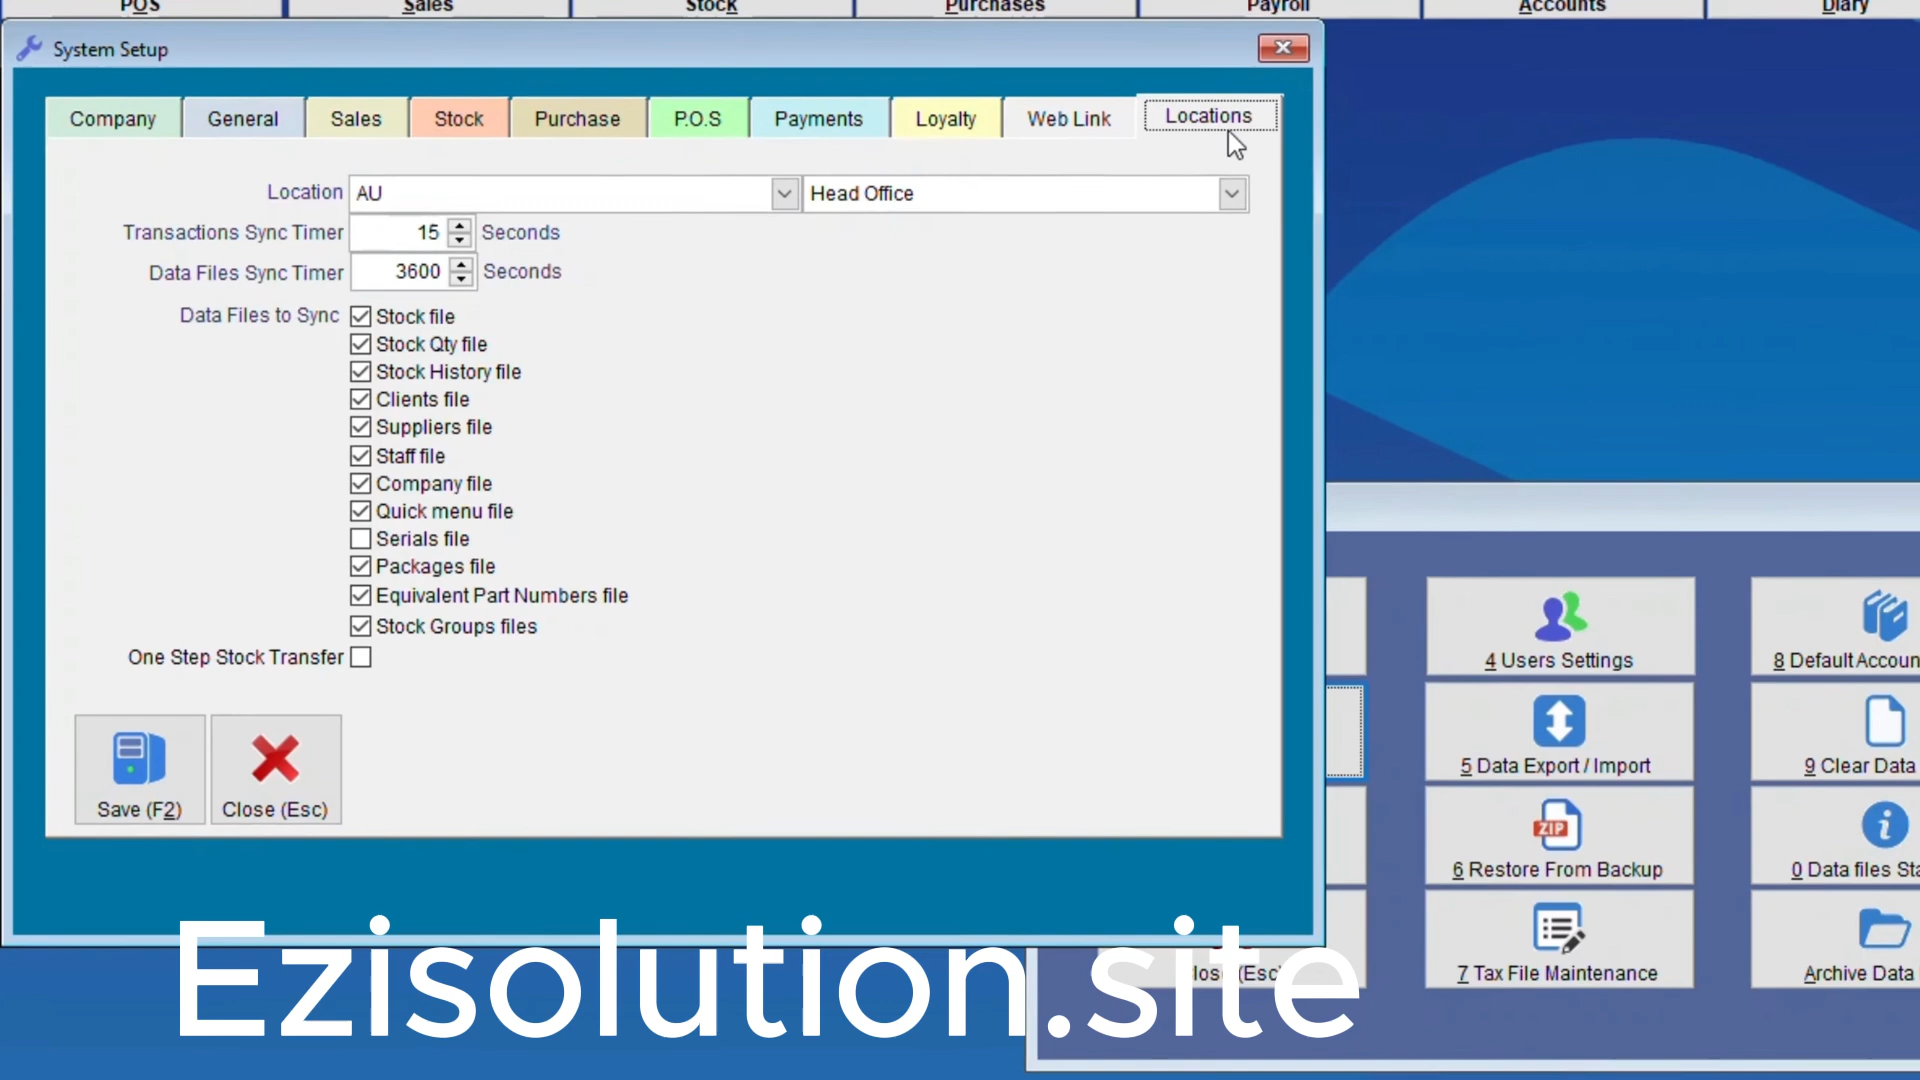 POS Sales Stock Purchases Payroll Accounts Diary
System Setup
Company General Sales Stock Purchase P.O.S Payments Loyalty Web Link Locations
Location AU Head Office
Transactions Sync Timer 15 Seconds
Data Files Sync Timer 3600 Seconds
Data Files to Sync Stock file
Stock Qty file
Stock History file
Clients file
Suppliers file
Staff file
Company file
Quick menu file
Serials file
Packages file
Equivalent Part Numbers file
Stock Groups files
One Step Stock Transfer
Save (F2) Close (Esc)
4 Users Settings 8 Default Accoun
5 Data Export / Import 9 Clear Data
ZIP
6 Restore From Backup 0 Data files Sta
7 Tax File Maintenance Archive Data
Ezisolution.site